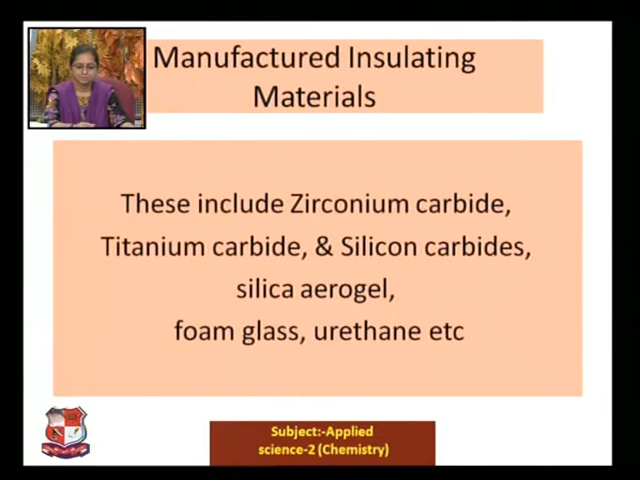 Manufactured Insulating
Materials
These include Zirconium carbide,
Titanium carbide, & Silicon carbides,
silica aerogel,
foam glass, urethane etc
Subject:-Applied
science-2 (Chemistry)